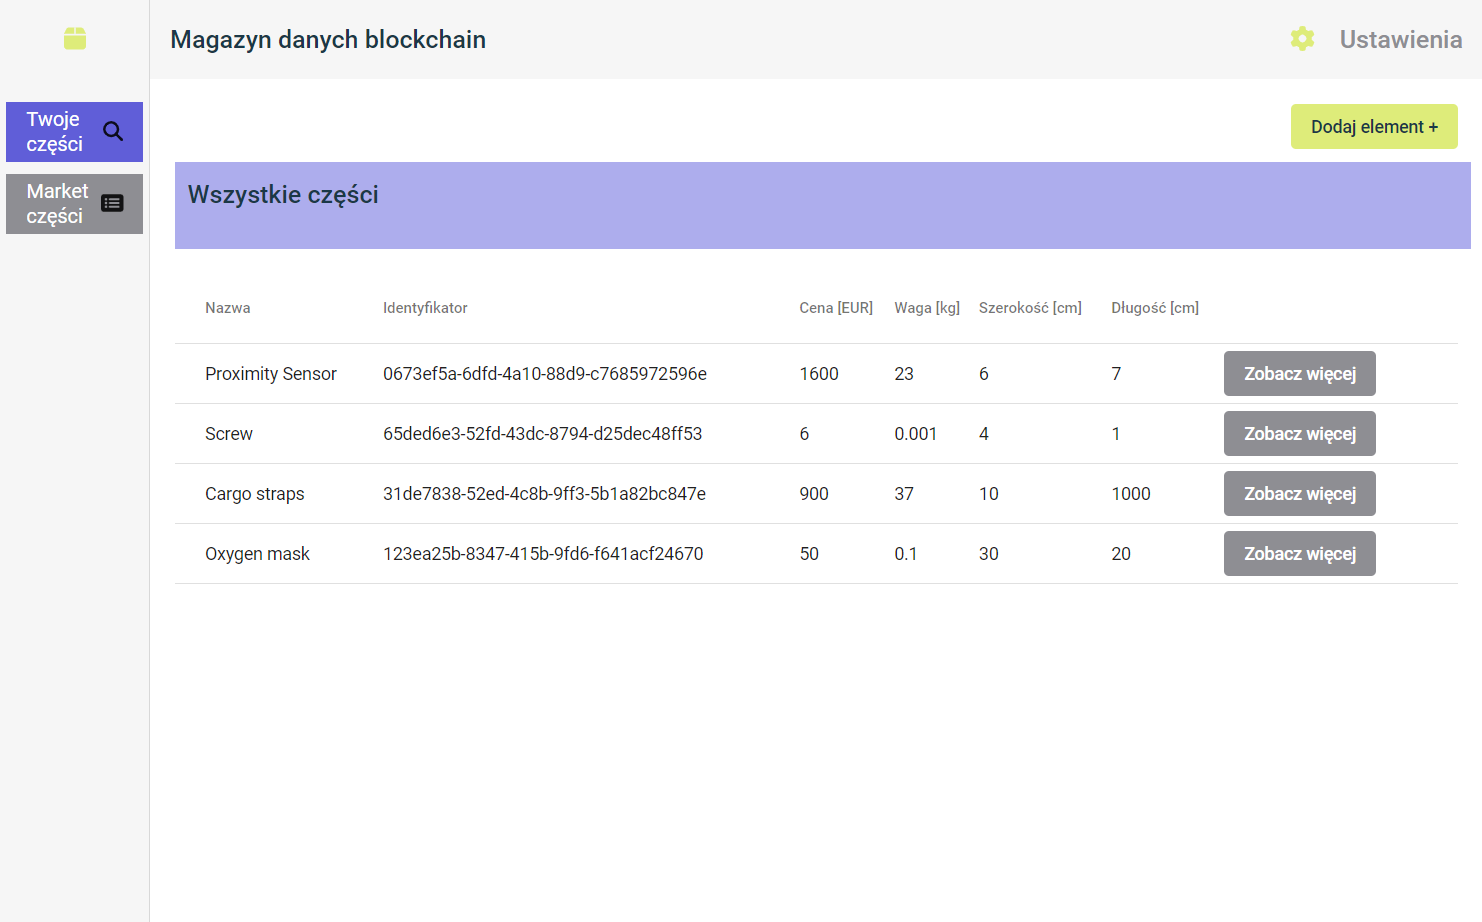 Magazyn danych blockchain
Ustawienia
Twoje
części
Market
części
Dodaj element +
Wszystkie części
Nazwa Identyfikator Cena [EUR] Waga [kg] Szerokość [cm] Długość [cm]
Proximity Sensor 0673ef5a-6dfd-4a10-88d9-c7685972596e 1600 23 6 7 Zobacz więcej
Screw 65ded6e3-52fd-43dc-8794-d25dec48ff53 6 0.001 4 1 Zobacz więcej
Cargo straps 31de7838-52ed-4c8b-9ff3-5b1a82bc847e 900 37 10 1000 Zobacz więcej
Oxygen mask 123ea25b-8347-415b-9fd6-f641acf24670 50 0.1 30 20 Zobacz więcej